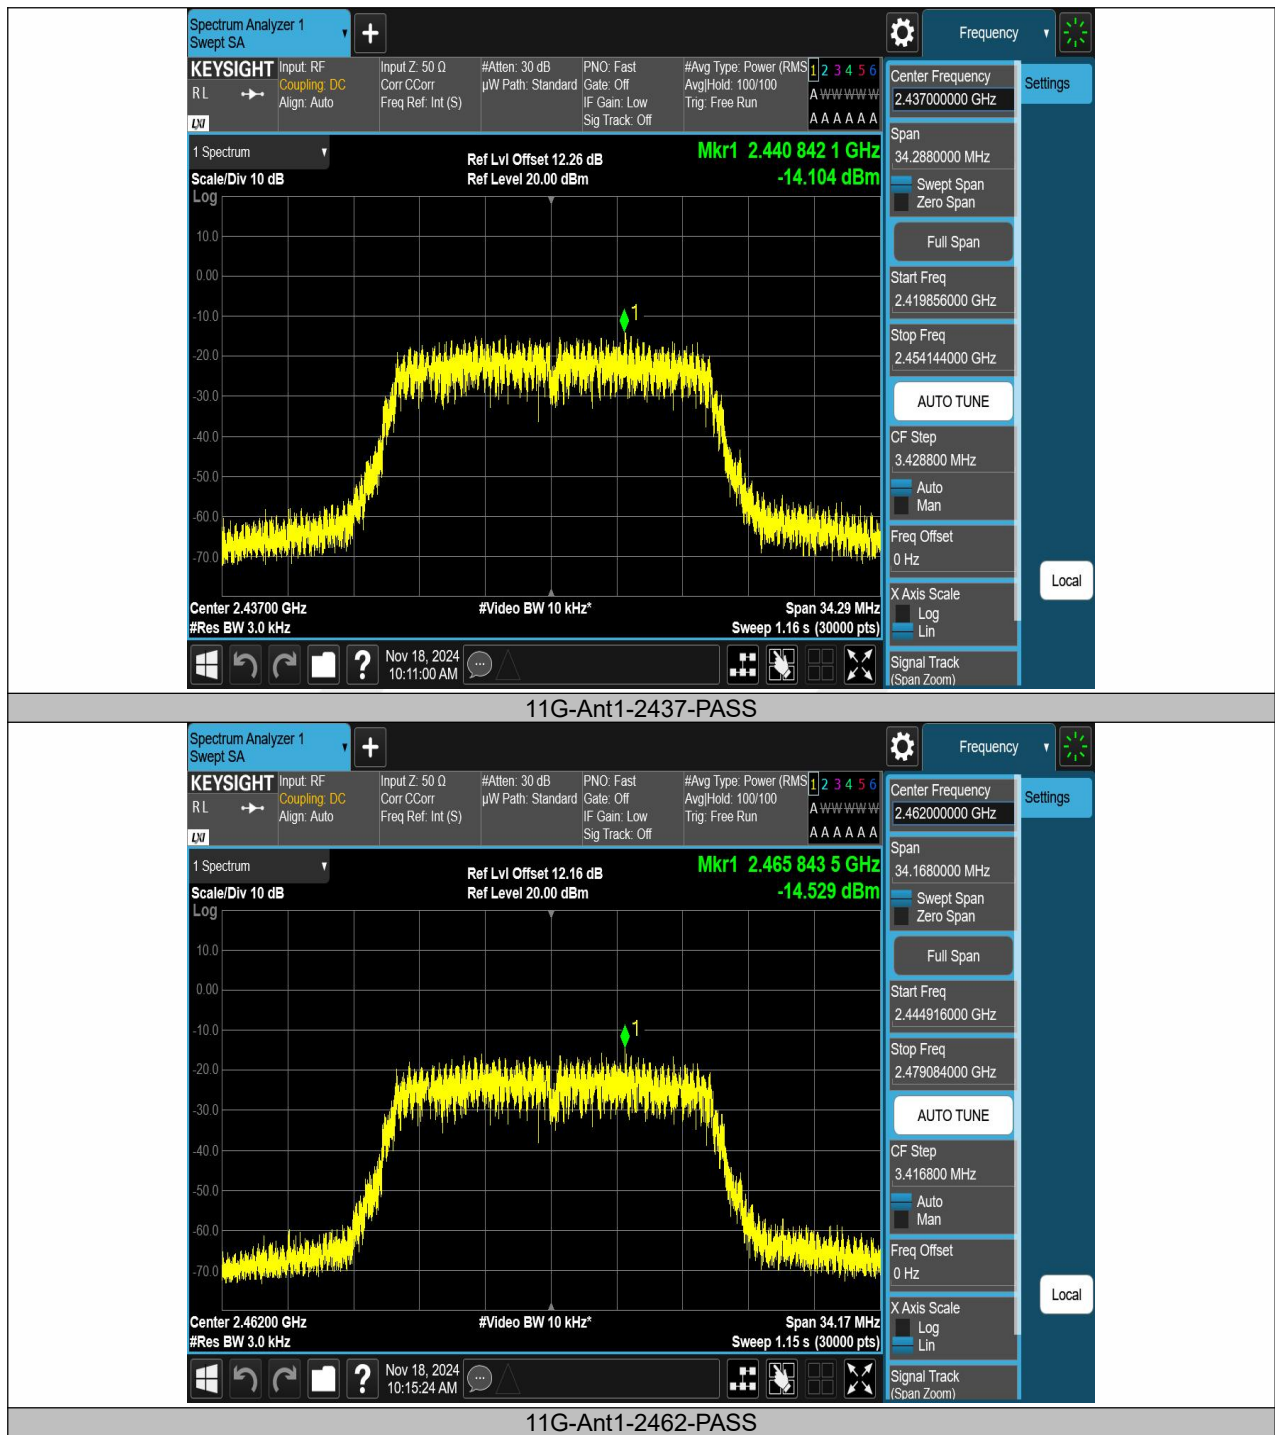 Spectrum Analyzer 1
Swept SA
Frequency
KEYSIGHT
RL
LXI
Input: RF
Coupling: DC
Align: Auto
Input Z: 50 Ω
Corr CCorr
Freq Ref: Int (S)
#Atten: 30 dB
µW Path: Standard
PNO: Fast
Gate: Off
IF Gain: Low
Sig Track: Off
#Avg Type: Power (RMS
Avg|Hold: 100/100
Trig: Free Run
1 2 3 4 5 6
A W W W W W
A A A A A A
Center Frequency
2.437000000 GHz
Settings
1 Spectrum
Scale/Div 10 dB
Log
Ref Lvl Offset 12.26 dB
Ref Level 20.00 dBm
Mkr1 2.440 842 1 GHz
-14.104 dBm
Span
34.2880000 MHz
Swept Span
Zero Span
Full Span
Start Freq
2.419856000 GHz
Stop Freq
2.454144000 GHz
AUTO TUNE
CF Step
3.428800 MHz
Auto
Man
Freq Offset
0 Hz
X Axis Scale
Log
Lin
Signal Track
(Span Zoom)
Local
10.0
0.00
-10.0
-20.0
-30.0
-40.0
-50.0
-60.0
-70.0
1
Center 2.43700 GHz
#Res BW 3.0 kHz
#Video BW 10 kHz*
Span 34.29 MHz
Sweep 1.16 s (30000 pts)
?
Nov 18, 2024
10:11:00 AM
11G-Ant1-2437-PASS
Spectrum Analyzer 1
Swept SA
Frequency
KEYSIGHT
RL
LXI
Input: RF
Coupling: DC
Align: Auto
Input Z: 50 Ω
Corr CCorr
Freq Ref: Int (S)
#Atten: 30 dB
µW Path: Standard
PNO: Fast
Gate: Off
IF Gain: Low
Sig Track: Off
#Avg Type: Power (RMS
Avg|Hold: 100/100
Trig: Free Run
1 2 3 4 5 6
A W W W W W
A A A A A A
Center Frequency
2.462000000 GHz
Settings
1 Spectrum
Scale/Div 10 dB
Log
Ref Lvl Offset 12.16 dB
Ref Level 20.00 dBm
Mkr1 2.465 843 5 GHz
-14.529 dBm
Span
34.1680000 MHz
Swept Span
Zero Span
Full Span
Start Freq
2.444916000 GHz
Stop Freq
2.479084000 GHz
AUTO TUNE
CF Step
3.416800 MHz
Auto
Man
Freq Offset
0 Hz
X Axis Scale
Log
Lin
Signal Track
(Span Zoom)
Local
10.0
0.00
-10.0
-20.0
-30.0
-40.0
-50.0
-60.0
-70.0
1
Center 2.46200 GHz
#Res BW 3.0 kHz
#Video BW 10 kHz*
Span 34.17 MHz
Sweep 1.15 s (30000 pts)
?
Nov 18, 2024
10:15:24 AM
11G-Ant1-2462-PASS